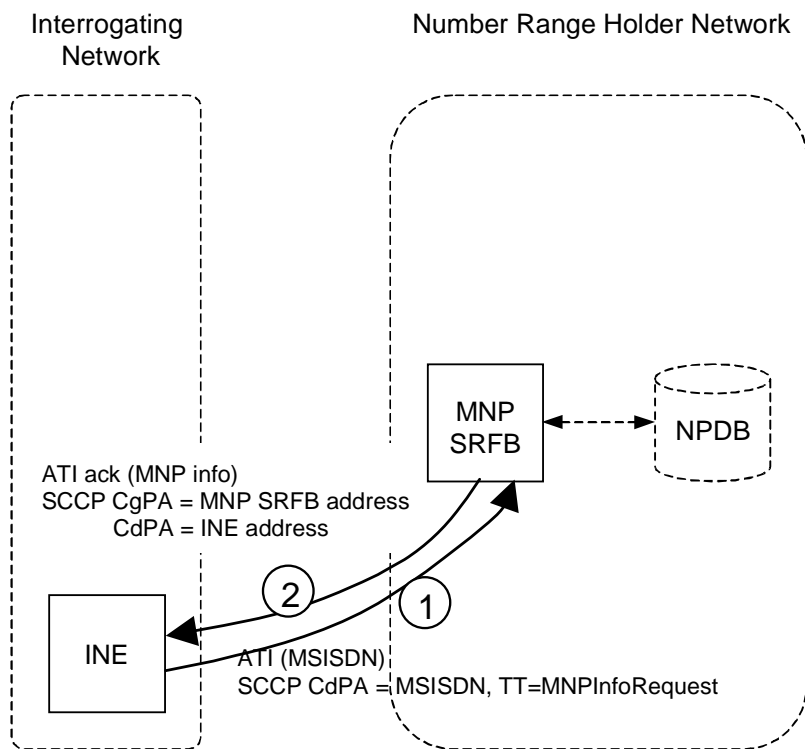 Interrogating
Network
Number Range Holder Network
MNP
SRFB
NPDB
ATI ack (MNP info)
SCCP CgPA = MNP SRFB address
CdPA = INE address
2
1
INE
ATI (MSISDN)
SCCP CdPA = MSISDN, TT=MNPInfoRequest